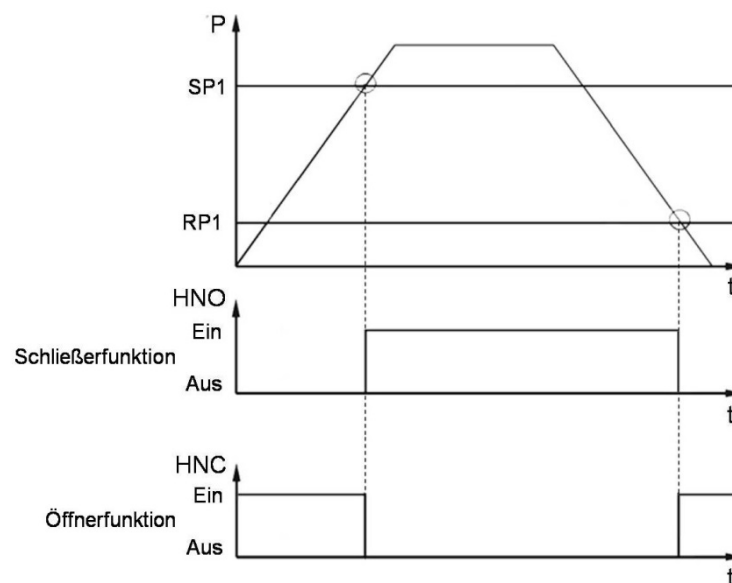 P
SP1
RP1
t
HNO
Ein
Schließerfunktion
Aus
t
HNC
Ein
Öffnerfunktion
Aus
t